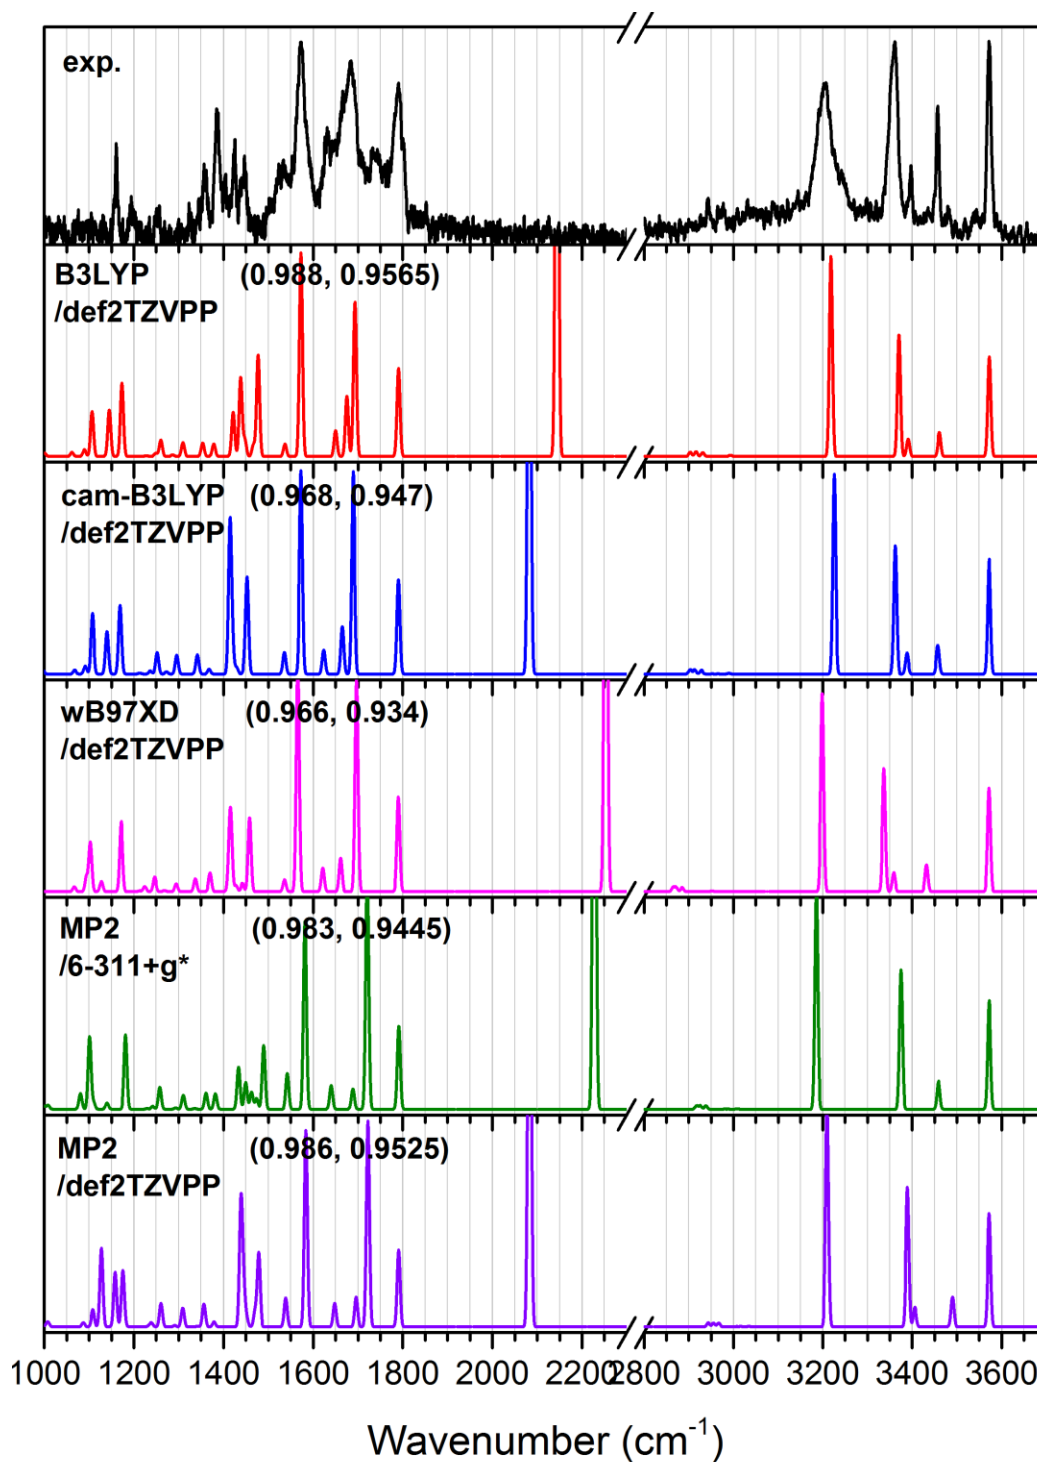 exp.
B3LYP (0.988, 0.9565)
/def2TZVPP
cam-B3LYP (0.968, 0.947)
/def2TZVPP
wB97XD (0.966, 0.934)
/def2TZVPP
MP2 (0.983, 0.9445)
/6-311+g*
MP2 (0.986, 0.9525)
/def2TZVPP
1000 1200 1400 1600 1800 2000 2200 2800 3000 3200 3400 3600
Wavenumber (cm⁻¹)